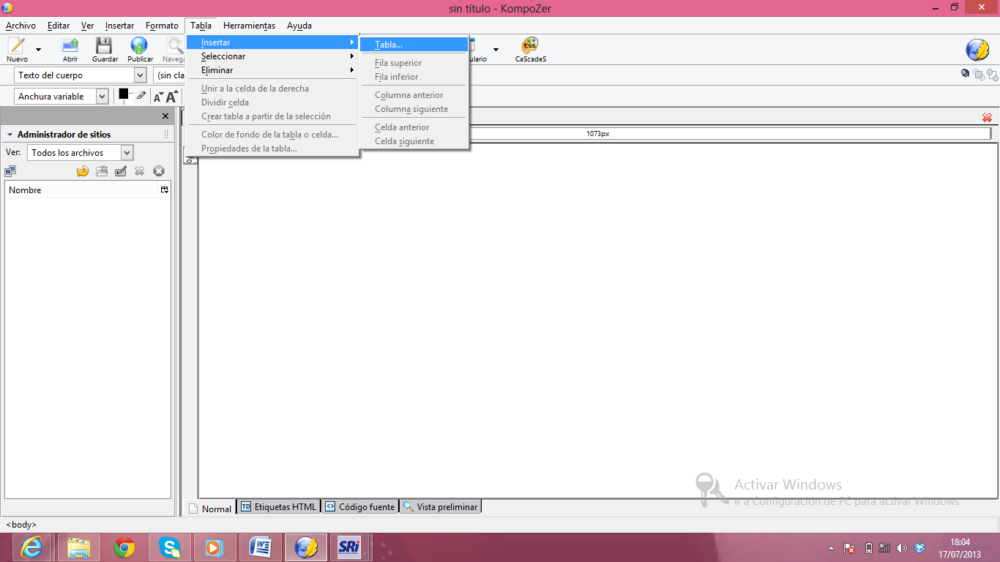 sin título - KompoZer
Archivo Editar Ver Insertar Formato Tabla Herramientas Ayuda
Nuevo Abrir Guardar Publicar Navega ulario CaScadeS
Texto del cuerpo (sin cla
Anchura variable
Insertar
Seleccionar
Eliminar
Unir a la celda de la derecha
Dividir celda
Crear tabla a partir de la selección
Color de fondo de la tabla o celda...
Propiedades de la tabla...
Tabla...
Fila superior
Fila inferior
Columna anterior
Columna siguiente
Celda anterior
Celda siguiente
1073px
Administrador de sitios
Ver: Todos los archivos
Nombre
Activar Windows
Ir a Configuración de PC para activar Windows.
Normal TD Etiquetas HTML Código fuente Vista preliminar
<body>
SRi
18:04
17/07/2013